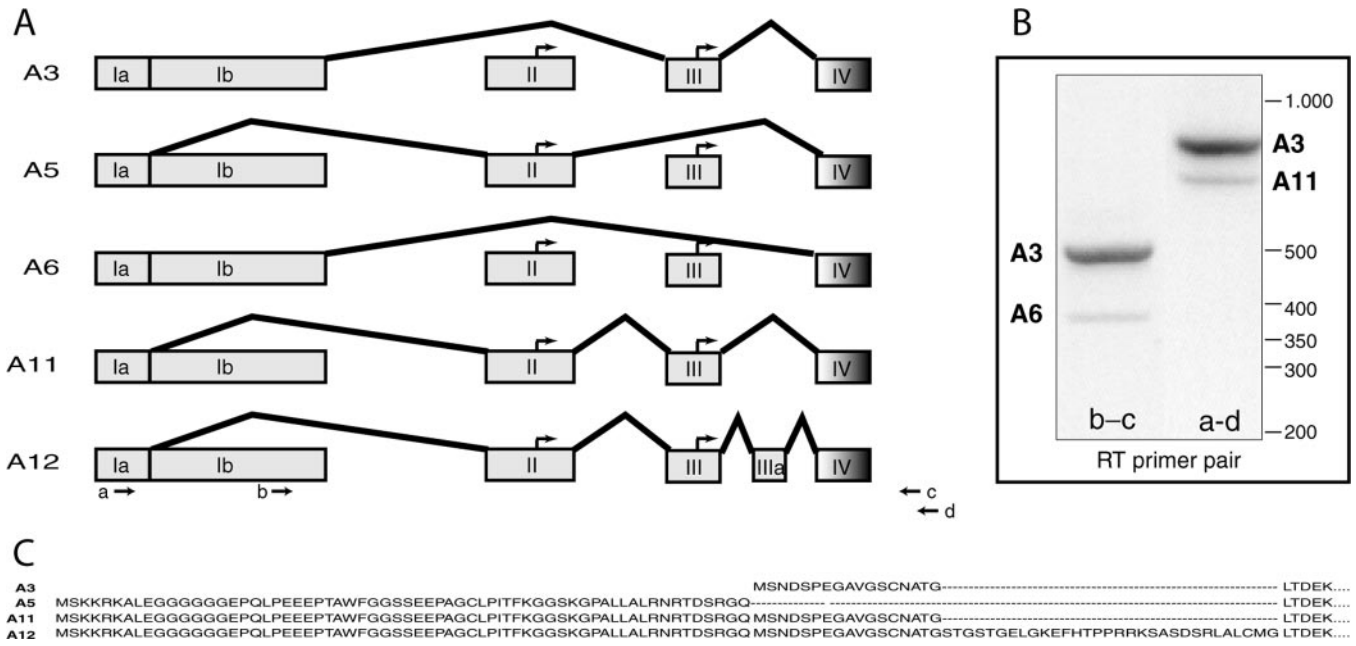 A
A3 Ia Ib II III IV
A5 Ia Ib II III IV
A6 Ia Ib II III IV
A11 Ia Ib II III IV
A12 Ia Ib II III IIIa IV
a b c
d
B
1.000
A3
A11
A3 500
A6 400
350
300
200
b–c a-d
RT primer pair
C
A3 MSNDSPEGAVGSCNATG------------------------------------------ LTDEK....
A5 MSKKRKALEGGGGGGEPQLPEEEPTAWFGGSSEEPAGCLPITFKGGSKGPALLALRNRTDSRGQ---------- -------------------------------------------------------- LTDEK....
A11 MSKKRKALEGGGGGGEPQLPEEEPTAWFGGSSEEPAGCLPITFKGGSKGPALLALRNRTDSRGQ MSNDSPEGAVGSCNATG------------------------------------------ LTDEK....
A12 MSKKRKALEGGGGGGEPQLPEEEPTAWFGGSSEEPAGCLPITFKGGSKGPALLALRNRTDSRGQ MSNDSPEGAVGSCNATGSTGSTGELGKEFHTPPRRKSASDSRLALCMG LTDEK....